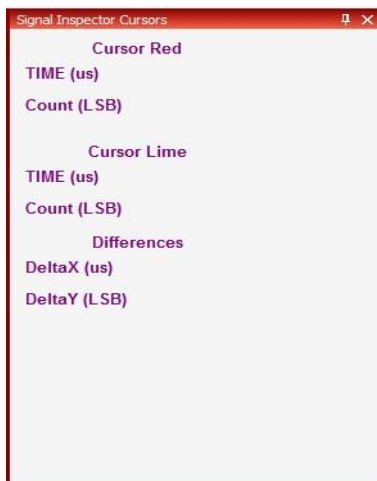 Signal Inspector Cursors
Cursor Red
TIME (us)
Count (LSB)
Cursor Lime
TIME (us)
Count (LSB)
Differences
DeltaX (us)
DeltaY (LSB)